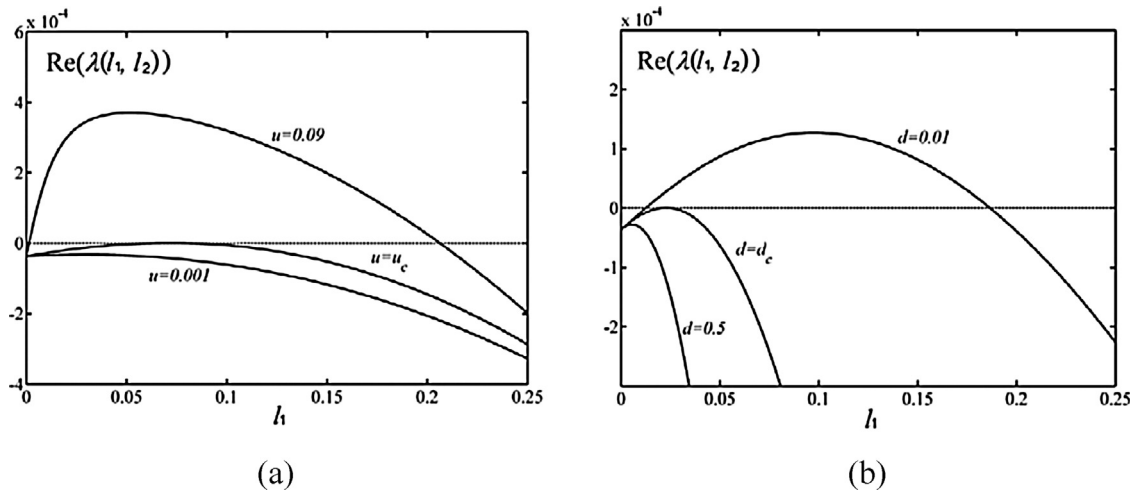 x 10⁻⁴
6
Re(λ(l₁, l₂))
4
u=0.09
2
0
u=u_c
u=0.001
-2
-4
0
0.05
0.1
0.15
0.2
0.25
l₁
(a)
x 10⁻⁴
Re(λ(l₁, l₂))
2
d=0.01
1
0
d=d_c
-1
d=0.5
-2
0
0.05
0.1
0.15
0.2
0.25
l₁
(b)